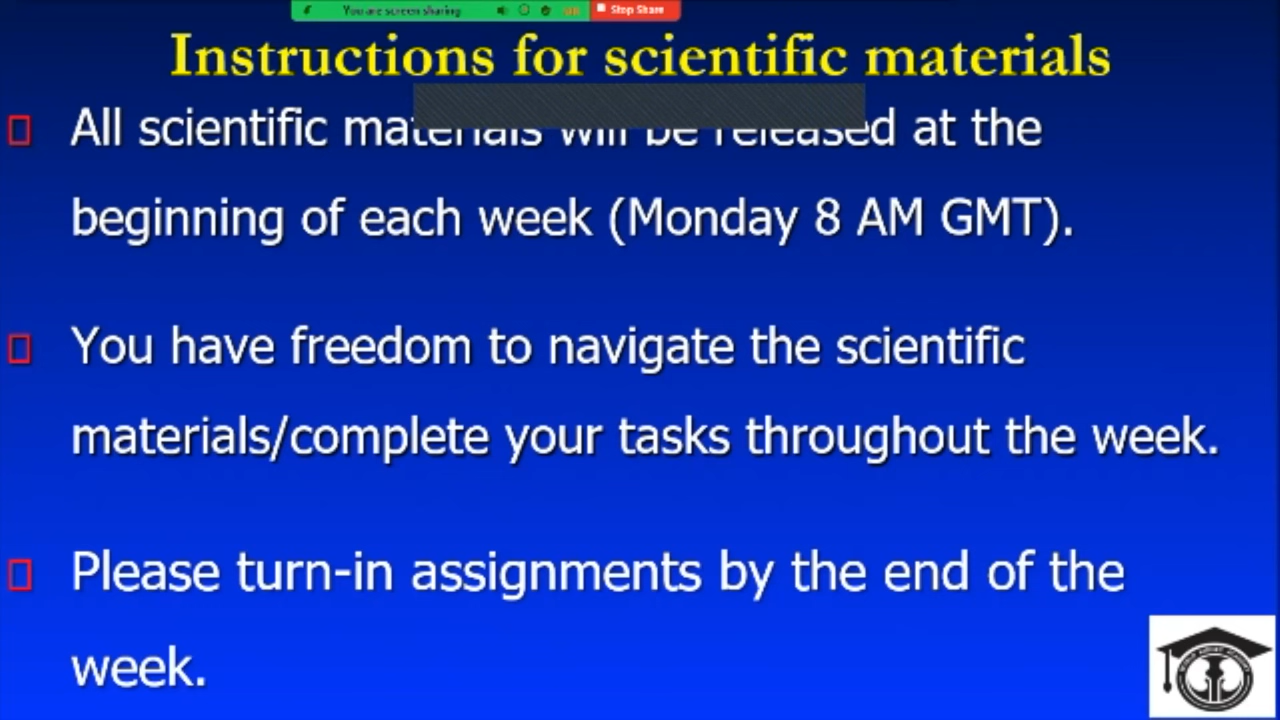 You are screen sharing
Stop Share
Instructions for scientific materials
All scientific materials will be released at the
beginning of each week (Monday 8 AM GMT).
You have freedom to navigate the scientific
materials/complete your tasks throughout the week.
Please turn-in assignments by the end of the
week.